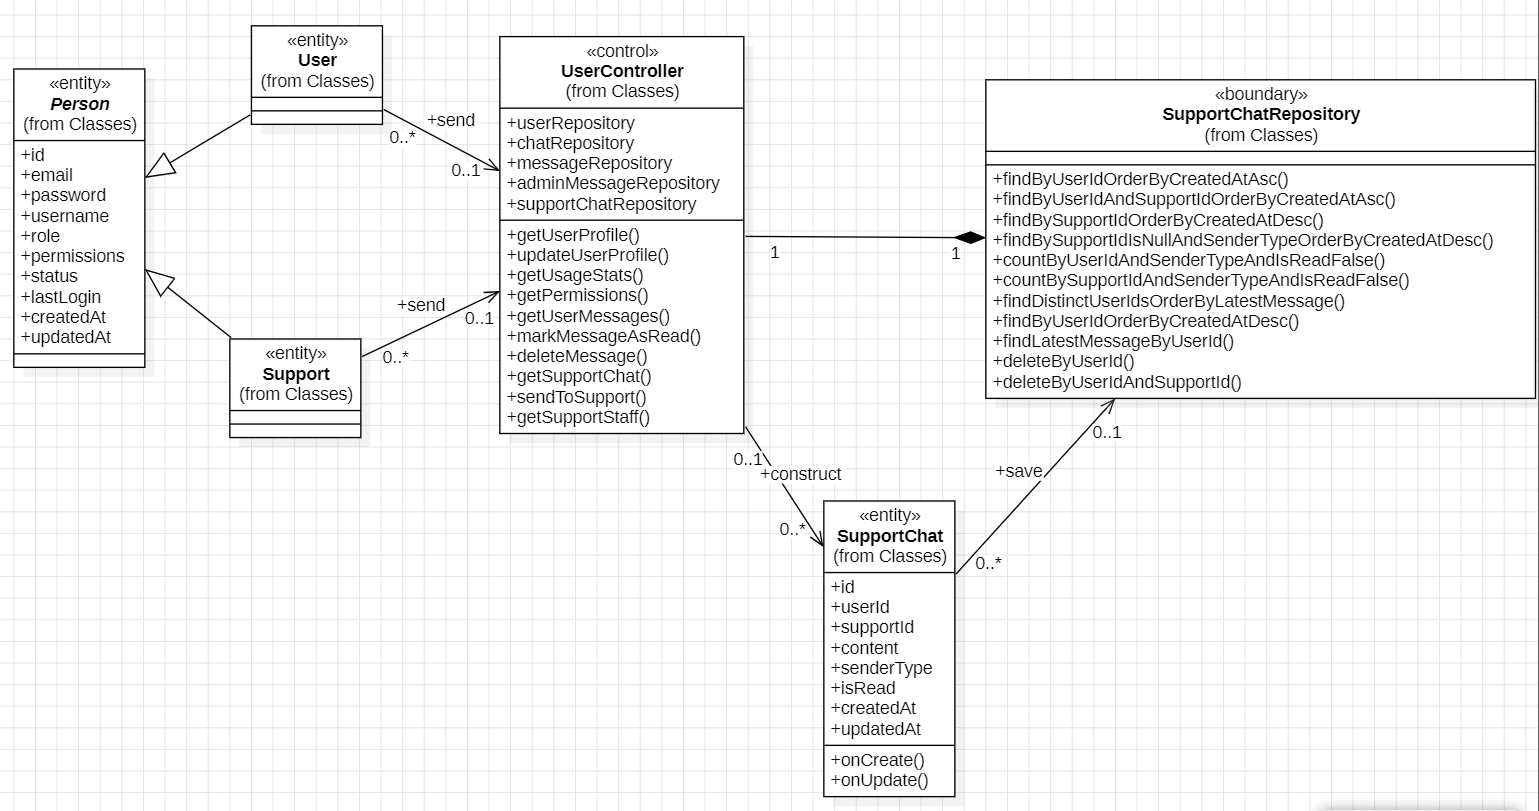 «entity»
Person
(from Classes)
+id
+email
+password
+username
+role
+permissions
+status
+lastLogin
+createdAt
+updatedAt
«entity»
User
(from Classes)
+send
0..*
0..1
«entity»
Support
(from Classes)
+send
0..1
0..*
«control»
UserController
(from Classes)
+userRepository
+chatRepository
+messageRepository
+adminMessageRepository
+supportChatRepository
+getUserProfile()
+updateUserProfile()
+getUsageStats()
+getPermissions()
+getUserMessages()
+markMessageAsRead()
+deleteMessage()
+getSupportChat()
+sendToSupport()
+getSupportStaff()
1
1
«boundary»
SupportChatRepository
(from Classes)
+findByUserIdOrderByCreatedAtAsc()
+findByUserIdAndSupportIdOrderByCreatedAtAsc()
+findBySupportIdOrderByCreatedAtDesc()
+findBySupportIdIsNullAndSenderTypeOrderByCreatedAtDesc()
+countByUserIdAndSenderTypeAndIsReadFalse()
+countBySupportIdAndSenderTypeAndIsReadFalse()
+findDistinctUserIdsOrderByLatestMessage()
+findByUserIdOrderByCreatedAtDesc()
+findLatestMessageByUserId()
+deleteByUserId()
+deleteByUserIdAndSupportId()
0..1
+construct
0..*
0..1
+save
0..*
«entity»
SupportChat
(from Classes)
+id
+userId
+supportId
+content
+senderType
+isRead
+createdAt
+updatedAt
+onCreate()
+onUpdate()